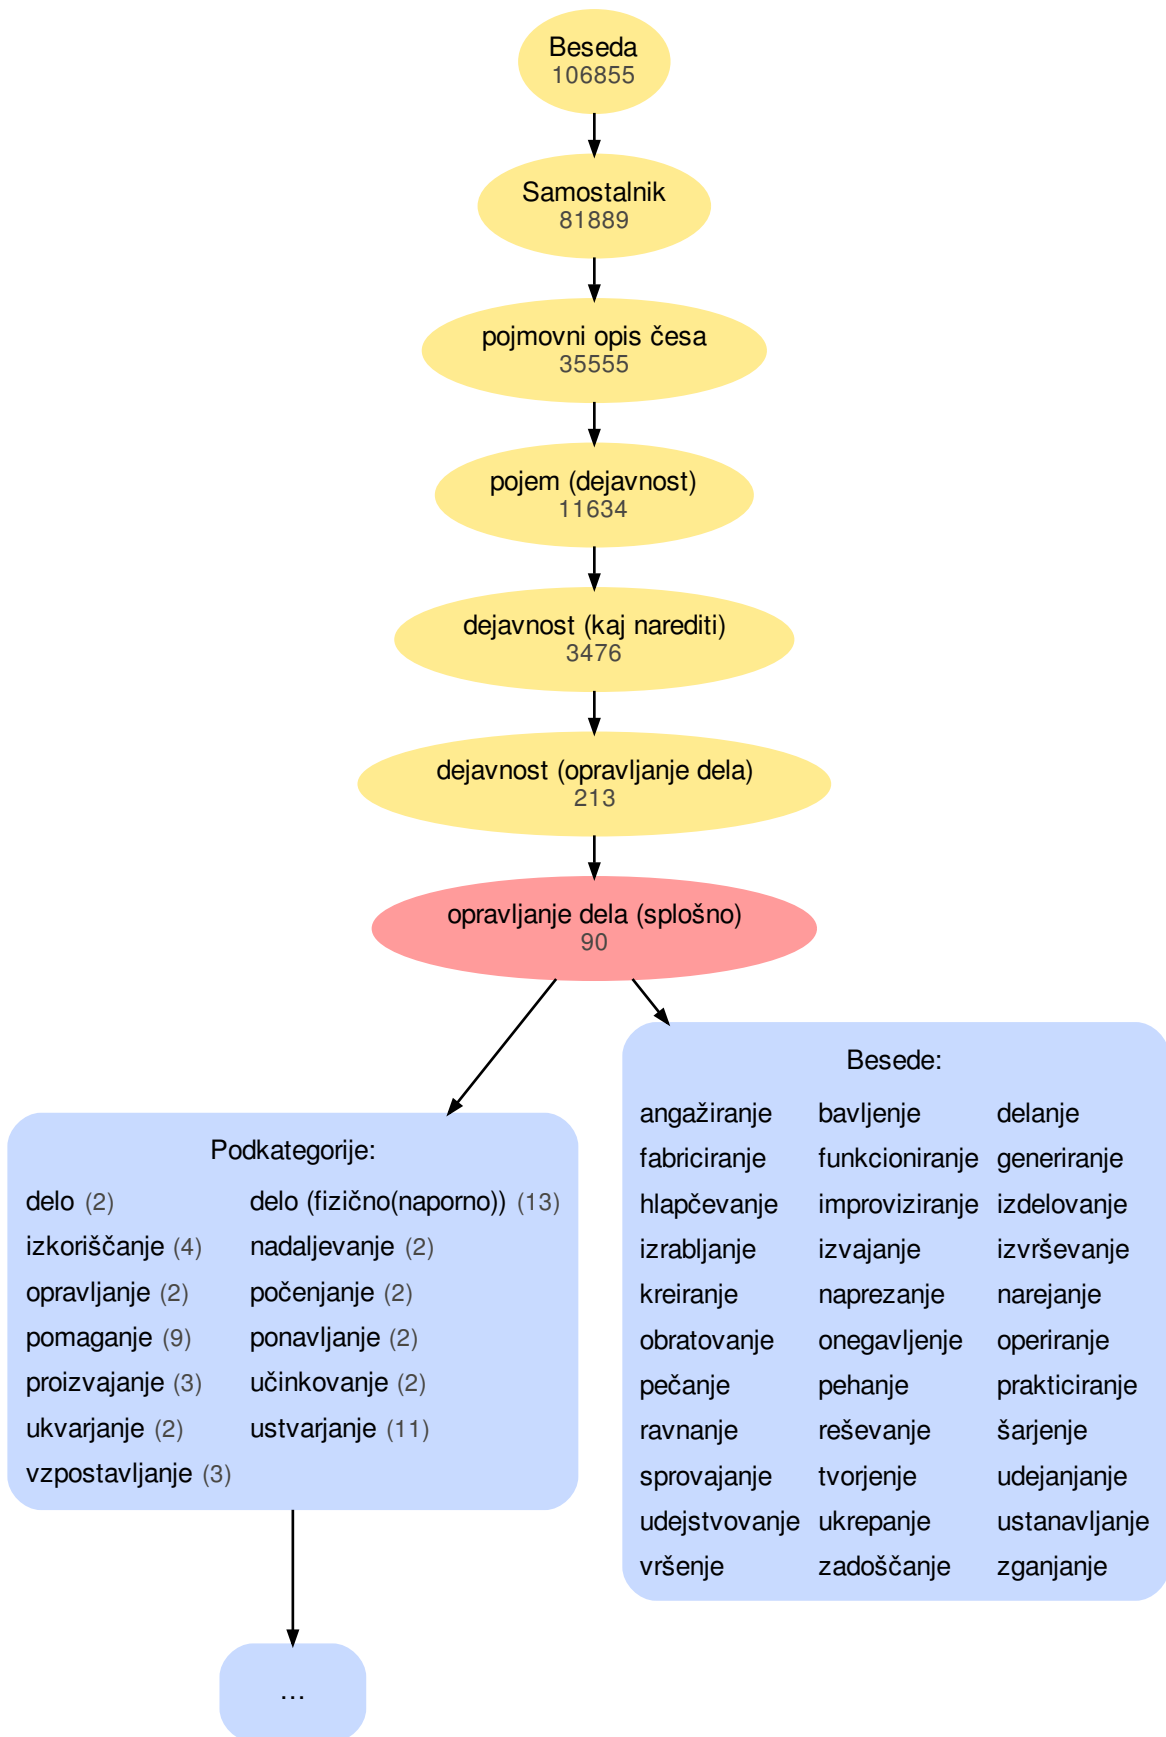 Beseda
106855
Samostalnik
81889
pojmovni opis česa
35555
pojem (dejavnost)
11634
dejavnost (kaj narediti)
3476
dejavnost (opravljanje dela)
213
opravljanje dela (splošno)
90
Podkategorije:
delo (2) delo (fizično(naporno)) (13)
izkoriščanje (4) nadaljevanje (2)
opravljanje (2) počenjanje (2)
pomaganje (9) ponavljanje (2)
proizvajanje (3) učinkovanje (2)
ukvarjanje (2) ustvarjanje (11)
vzpostavljanje (3)
Besede:
angažiranje bavljenje delanje
fabriciranje funkcioniranje generiranje
hlapčevanje improviziranje izdelovanje
izrabljanje izvajanje izvrševanje
kreiranje naprezanje narejanje
obratovanje onegavljenje operiranje
pečanje pehanje prakticiranje
ravnanje reševanje šarjenje
sprovajanje tvorjenje udejanjanje
udejstvovanje ukrepanje ustanavljanje
vršenje zadoščanje zganjanje
...